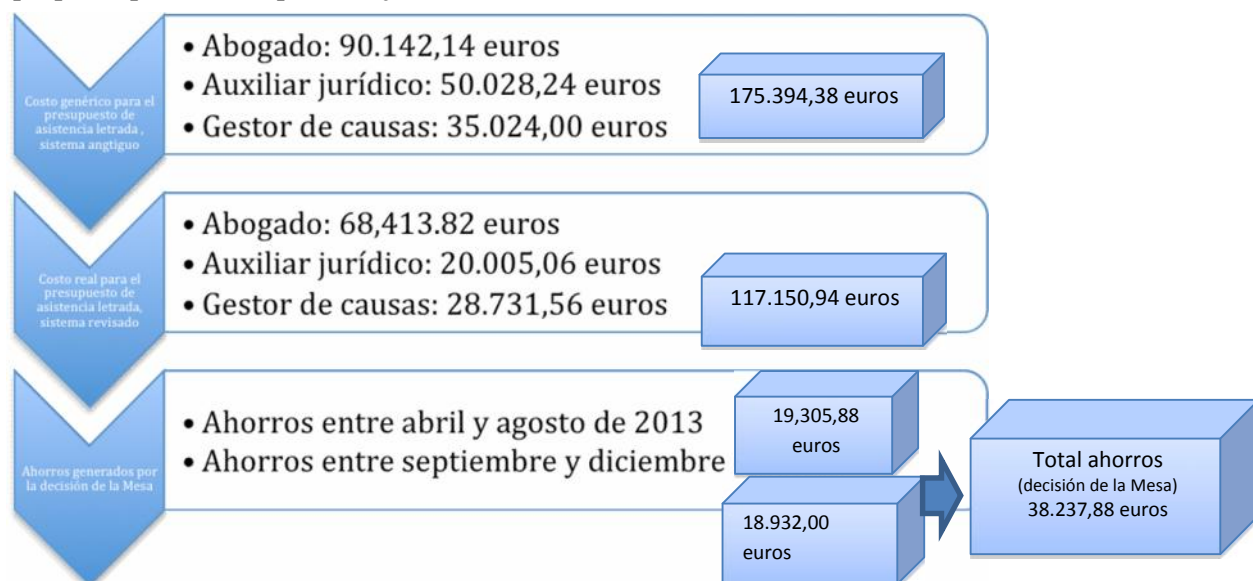 Costo genérico para el
presupuesto de
asistencia letrada ,
sistema angtiguo
• Abogado: 90.142,14 euros
• Auxiliar jurídico: 50.028,24 euros
• Gestor de causas: 35.024,00 euros
175.394,38 euros
Costo real para el
presupuesto de
asistencia letrada,
sistema revisado
• Abogado: 68,413.82 euros
• Auxiliar jurídico: 20.005,06 euros
• Gestor de causas: 28.731,56 euros
117.150,94 euros
Ahorros generados por
la decisión de la Mesa
• Ahorros entre abril y agosto de 2013
• Ahorros entre septiembre y diciembre
19,305,88
euros
18.932,00
euros
Total ahorros
(decisión de la Mesa)
38.237,88 euros